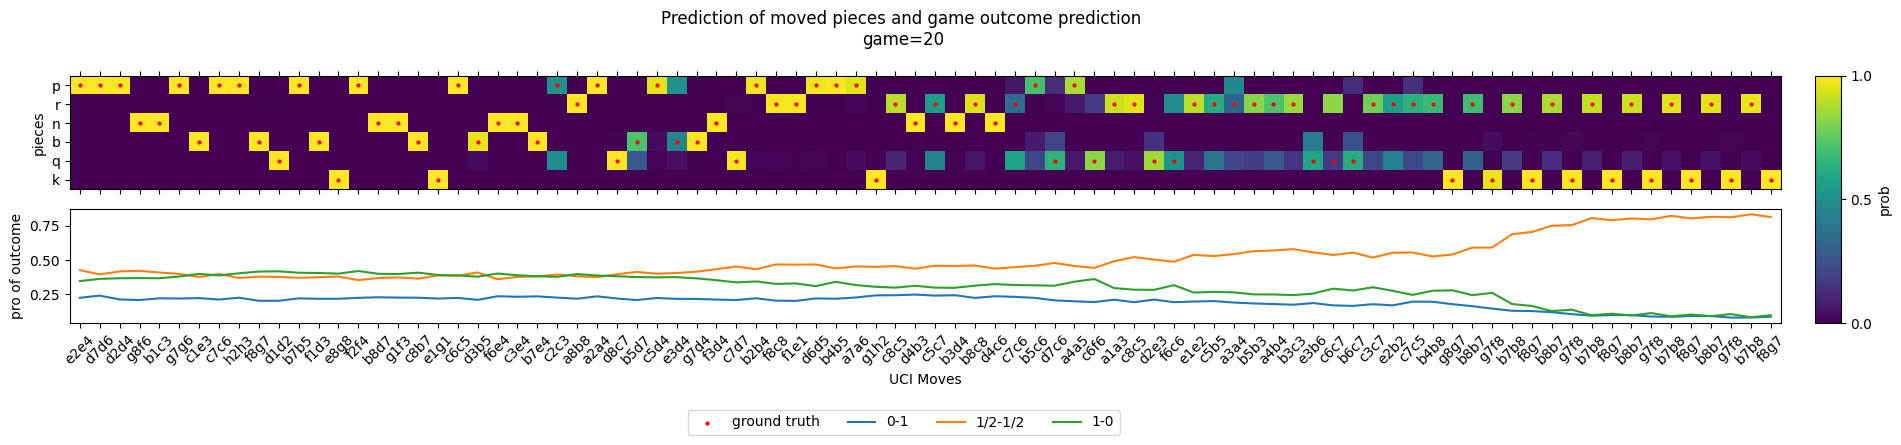 Prediction of moved pieces and game outcome prediction
game=20
pieces
p
r
n
b
q
k
1.0
0.5
0.0
prob
pro of outcome
0.75
0.50
0.25
e2e4 d7d6 d2d4 g8f6 b1c3 g7g6 c1e3 c7c6 h2h3 f8g7 d1d2 b7b5 f1d3 e8g8 f2f4 b8d7 g1f3 c8b7 e1g1 c6c5 d3b5 f6e4 c3e4 b7e4 c2c3 a8b8 a2a4 d8c7 b5d7 c5d4 e3d4 g7d4 f3d4 c7d7 b2b4 f8c8 f1e1 d6d5 b4b5 a7a6 g1h2 c8c5 d4b3 c5c7 b3d4 b8c8 d4c6 c7c6 b5c6 d7c6 a4a5 c6f6 a1a3 c8c5 d2e3 f6c6 e1e2 c5b5 a3a4 b5b3 a4b4 b3c3 e3b6 c6c7 b6c7 c3c7 e2b2 c7c5 b4b8 g8g7 b8b7 g7f8 b7b8 f8g7 b8b7 g7f8 b7b8 f8g7 b8b7 g7f8 b7b8 f8g7 b8b7 g7f8 b7b8 f8g7
UCI Moves
ground truth 0-1 1/2-1/2 1-0